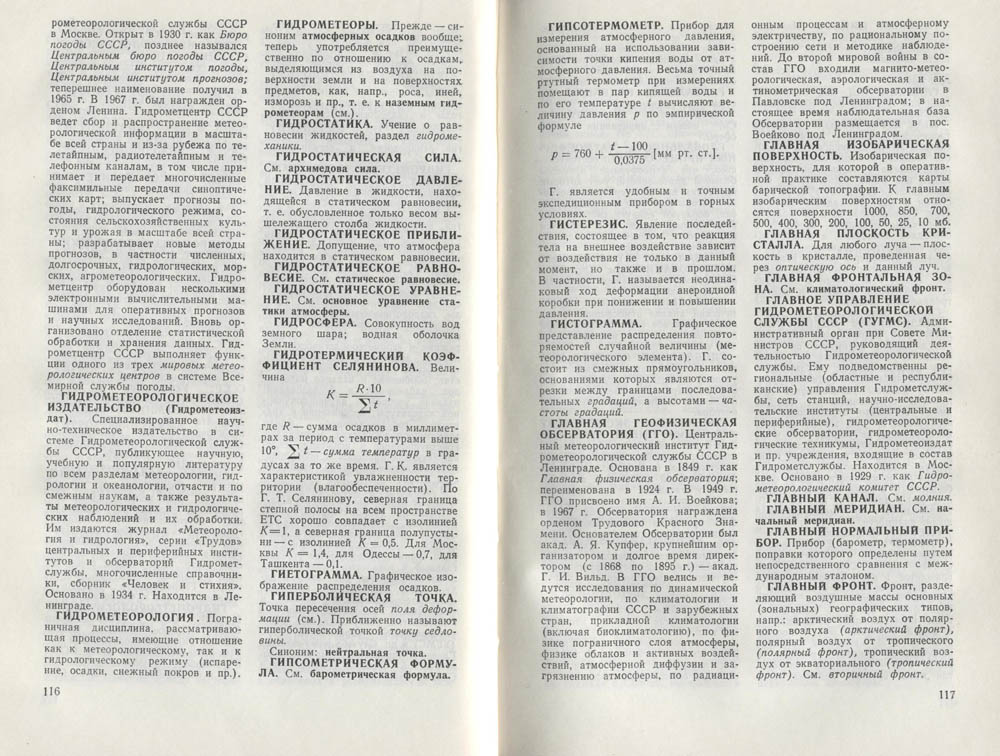 рометеорологической службы СССР
в Москве. Открыт в 1930 г. как Бюро
погоды СССР, позднее назывался
Центральным бюро погоды СССР,
Центральным институтом погоды,
Центральным институтом прогнозов;
теперешнее наименование получил в
1965 г. В 1967 г. был награжден ор-
деном Ленина. Гидрометцентр СССР
ведет сбор и распространение метео-
рологической информации в масшта-
бе всей страны и из-за рубежа по те-
летайпным, радиотелетайпным и те-
лефонным каналам, в том числе при-
нимает и передает многочисленные
факсимильные передачи синоптиче-
ских карт; выпускает прогнозы по-
годы, гидрологического режима, со-
стояния сельскохозяйственных куль-
тур и урожая в масштабе всей стра-
ны; разрабатывает новые методы
прогнозов, в частности численных,
долгосрочных, гидрологических, мор-
ских, агрометеорологических. Гидро-
метцентр оборудован несколькими
электронными вычислительными ма-
шинами для оперативных прогнозов
и научных исследований. Вновь ор-
ганизовано отделение статистической
обработки и хранения данных. Гид-
рометцентр СССР выполняет функ-
ции одного из трех мировых метео-
рологических центров в системе Все-
мирной службы погоды.
ГИДРОМЕТЕОРОЛОГИЧЕСКОЕ
ИЗДАТЕЛЬСТВО (Гидрометеоиз-
дат). Специализированное науч-
но-техническое издательство в си-
стеме Гидрометеорологической служ-
бы СССР, публикующее научную,
учебную и популярную литературу
по всем разделам метеорологии, гид-
рологии и океанологии, отчасти и по
смежным наукам, а также результа-
ты метеорологических и гидрологиче-
ских наблюдений и их обработки.
Им издаются журнал «Метеороло-
гия и гидрология», серии «Трудов»
центральных и периферийных инсти-
тутов и обсерваторий Гидромет-
службы, многочисленные справочни-
ки, сборник «Человек и стихия».
Основано в 1934 г. Находится в Ле-
нинграде.
ГИДРОМЕТЕОРОЛОГИЯ. Погра-
ничная дисциплина, рассматриваю-
щая процессы, имеющие отношение
как к метеорологическому, так и к
гидрологическому режиму (испаре-
ние, осадки, снежный покров и пр.).
116
ГИДРОМЕТЕОРЫ. Прежде — си-
ноним атмосферных осадков вообще;
теперь употребляется преимуще-
ственно по отношению к осадкам,
выделяющимся из воздуха на по-
верхности земли и на поверхностях
предметов, как, напр., роса, иней,
изморозь и пр., т. е. к наземным гид-
рометеорам (см.).
ГИДРОСТАТИКА. Учение о рав-
новесии жидкостей, раздел гидроме-
ханики.
ГИДРОСТАТИЧЕСКАЯ СИЛА.
См. архимедова сила.
ГИДРОСТАТИЧЕСКОЕ ДАВЛЕ-
НИЕ. Давление в жидкости, нахо-
дящейся в статическом равновесии,
т. е. обусловленное только весом вы-
шележащего столба жидкости.
ГИДРОСТАТИЧЕСКОЕ ПРИБЛИ-
ЖЕНИЕ. Допущение, что атмосфера
находится в статическом равновесии.
ГИДРОСТАТИЧЕСКОЕ РАВНО-
ВЕСИЕ. См. статическое равновесие.
ГИДРОСТАТИЧЕСКОЕ УРАВНЕ-
НИЕ. См. основное уравнение ста-
тики атмосферы.
ГИДРОСФЕРА. Совокупность вод
земного шара; водная оболочка
Земли.
ГИДРОТЕРМИЧЕСКИЙ КОЭФ-
ФИЦИЕНТ СЕЛЯНИНОВА. Вели-
чина
K = R·10 / ∑t ,
где R — сумма осадков в миллимет-
рах за период с температурами выше
10°, ∑ t — сумма температур в гра-
дусах за то же время. Г. К. является
характеристикой увлажненности тер-
ритории (влагообеспеченности). По
Г. Т. Селянинову, северная граница
степной полосы на всем пространстве
ЕТС хорошо совпадает с изолинией
K=1, а северная граница полупусты-
ни — с изолинией K = 0,5. Для Мос-
квы K = 1,4, для Одессы — 0,7, для
Ташкента — 0,1.
ГИЕТОГРАММА. Графическое изо-
бражение распределения осадков.
ГИПЕРБОЛИЧЕСКАЯ ТОЧКА.
Точка пересечения осей поля дефор-
мации (см.). Приближенно называют
гиперболической точкой точку седло-
вины.
Синоним: нейтральная точка.
ГИПСОМЕТРИЧЕСКАЯ ФОРМУ-
ЛА. См. барометрическая формула.
ГИПСОТЕРМОМЕТР. Прибор для
измерения атмосферного давления,
основанный на использовании зави-
симости точки кипения воды от ат-
мосферного давления. Весьма точный
ртутный термометр при измерениях
помещают в пар кипящей воды и
по его температуре t вычисляют ве-
личину давления p по эмпирической
формуле
p = 760 + t — 100 / 0,0375 [мм рт. ст.].
Г. является удобным и точным
экспедиционным прибором в горных
условиях.
ГИСТЕРЕЗИС. Явление последей-
ствия, состоящее в том, что реакция
тела на внешнее воздействие зависит
от воздействия не только в данный
момент, но также и в прошлом.
В частности, Г. называется неодина-
ковый ход деформации анероидной
коробки при понижении и повышении
давления.
ГИСТОГРАММА. Графическое
представление распределения повто-
ряемостей случайной величины (ме-
теорологического элемента). Г. со-
стоит из смежных прямоугольников,
основаниями которых являются от-
резки между границами последова-
тельных градаций, а высотами — ча-
стоты градаций.
ГЛАВНАЯ ГЕОФИЗИЧЕСКАЯ
ОБСЕРВАТОРИЯ (ГГО). Централь-
ный метеорологический институт Гид-
рометеорологической службы СССР в
Ленинграде. Основана в 1849 г. как
Главная физическая обсерватория;
переименована в 1924 г. В 1949 г.
ГГО присвоено имя А. И. Воейкова;
в 1967 г. Обсерватория награждена
орденом Трудового Красного Зна-
мени. Основателем Обсерватории был
акад. А. Я. Купфер, крупнейшим ор-
ганизатором и долгое время дирек-
тором (с 1868 по 1895 г.) — акад.
Г. И. Вильд. В ГГО велись и ве-
дутся исследования по динамической
метеорологии, по климатологии и
климатографии СССР и зарубежных
стран, прикладной климатологии
(включая биоклиматологию), по фи-
зике пограничного слоя атмосферы,
физике облаков и активных воздей-
ствий, атмосферной диффузии и за-
грязнению атмосферы, по радиаци-
онным процессам и атмосферному
электричеству, по рациональному по-
строению сети и методике наблюде-
ний. До второй мировой войны в со-
став ГГО входили магнито-метео-
рологическая, аэрологическая и ак-
тинометрическая обсерватории в
Павловске под Ленинградом; в на-
стоящее время наблюдательная база
Обсерватории размещается в пос.
Воейково под Ленинградом.
ГЛАВНАЯ ИЗОБАРИЧЕСКАЯ
ПОВЕРХНОСТЬ. Изобарическая по-
верхность, для которой в оператив-
ной практике составляются карты
барической топографии. К главным
изобарическим поверхностям отно-
сятся поверхности 1000, 850, 700,
500, 400, 300, 200, 100, 50, 25, 10 мб.
ГЛАВНАЯ ПЛОСКОСТЬ КРИ-
СТАЛЛА. Для любого луча — плос-
кость в кристалле, проведенная че-
рез оптическую ось и данный луч.
ГЛАВНАЯ ФРОНТАЛЬНАЯ ЗО-
НА. См. климатологический фронт.
ГЛАВНОЕ УПРАВЛЕНИЕ
ГИДРОМЕТЕОРОЛОГИЧЕСКОЙ
СЛУЖБЫ СССР (ГУГМС). Адми-
нистративный орган при Совете Ми-
нистров СССР, руководящий дея-
тельностью Гидрометеорологической
службы. Ему подведомственны ре-
гиональные (областные и республи-
канские) управления Гидрометслуж-
бы, сеть станций, научно-исследова-
тельские институты (центральные и
периферийные), гидрометеорологиче-
ские обсерватории, гидрометеороло-
гические техникумы, Гидрометеоиздат
и пр. учреждения, входящие в состав
Гидрометслужбы. Находится в Мос-
кве. Основано в 1929 г. как Гидро-
метеорологический комитет СССР.
ГЛАВНЫЙ КАНАЛ. См. молния.
ГЛАВНЫЙ МЕРИДИАН. См. на-
чальный меридиан.
ГЛАВНЫЙ НОРМАЛЬНЫЙ ПРИ-
БОР. Прибор (барометр, термометр),
поправки которого определены путем
непосредственного сравнения с меж-
дународным эталоном.
ГЛАВНЫЙ ФРОНТ. Фронт, разде-
ляющий воздушные массы основных
(зональных) географических типов,
напр.: арктический воздух от поляр-
ного воздуха (арктический фронт),
полярный воздух от тропического
(полярный фронт), тропический воз-
дух от экваториального (тропический
фронт). См. вторичный фронт.
117